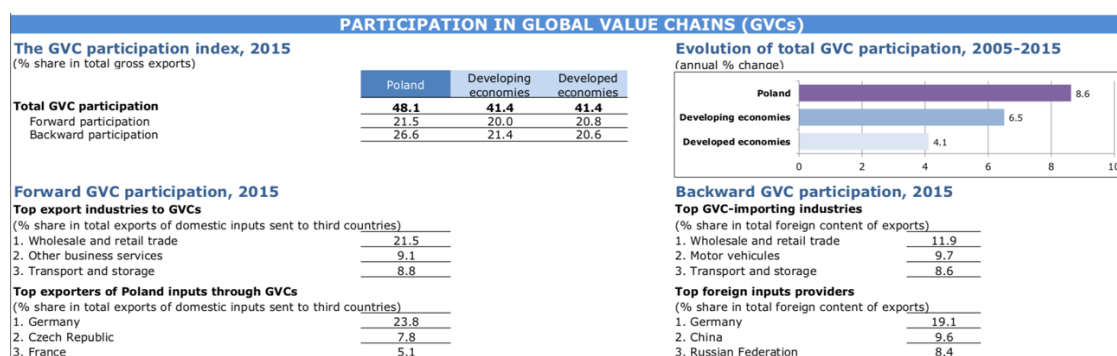 PARTICIPATION IN GLOBAL VALUE CHAINS (GVCs)
The GVC participation index, 2015
(% share in total gross exports)
Poland Developing economies Developed economies
Total GVC participation 48.1 41.4 41.4
Forward participation 21.5 20.0 20.8
Backward participation 26.6 21.4 20.6
Evolution of total GVC participation, 2005-2015
(annual % change)
Poland 8.6
Developing economies 6.5
Developed economies 4.1
0 2 4 6 8 10
Forward GVC participation, 2015
Top export industries to GVCs
(% share in total exports of domestic inputs sent to third countries)
1. Wholesale and retail trade 21.5
2. Other business services 9.1
3. Transport and storage 8.8
Top exporters of Poland inputs through GVCs
(% share in total exports of domestic inputs sent to third countries)
1. Germany 23.8
2. Czech Republic 7.8
3. France 5.1
Backward GVC participation, 2015
Top GVC-importing industries
(% share in total foreign content of exports)
1. Wholesale and retail trade 11.9
2. Motor vehicules 9.7
3. Transport and storage 8.6
Top foreign inputs providers
(% share in total foreign content of exports)
1. Germany 19.1
2. China 9.6
3. Russian Federation 8.4